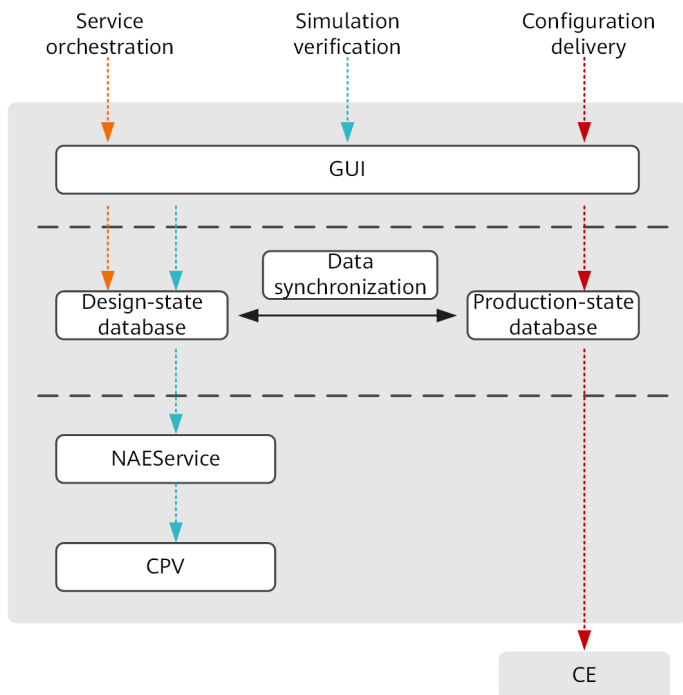 Service
orchestration
Simulation
verification
Configuration
delivery
GUI
Data
synchronization
Design-state
database
Production-state
database
NAEService
CPV
CE